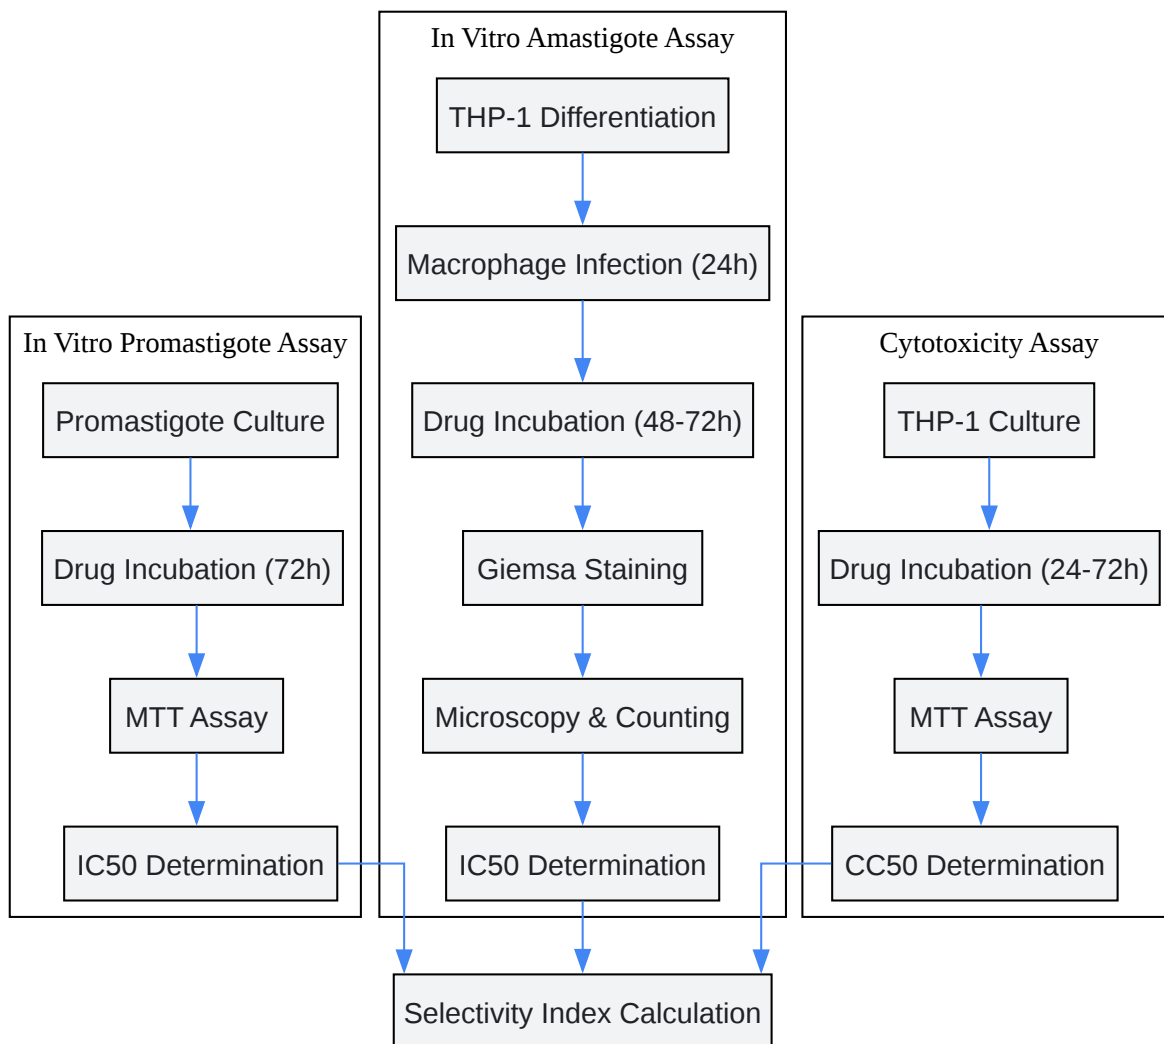 In Vitro Amastigote Assay
THP-1 Differentiation
Macrophage Infection (24h)
Drug Incubation (48-72h)
Giemsa Staining
Microscopy & Counting
IC50 Determination
In Vitro Promastigote Assay
Promastigote Culture
Drug Incubation (72h)
MTT Assay
IC50 Determination
Cytotoxicity Assay
THP-1 Culture
Drug Incubation (24-72h)
MTT Assay
CC50 Determination
Selectivity Index Calculation